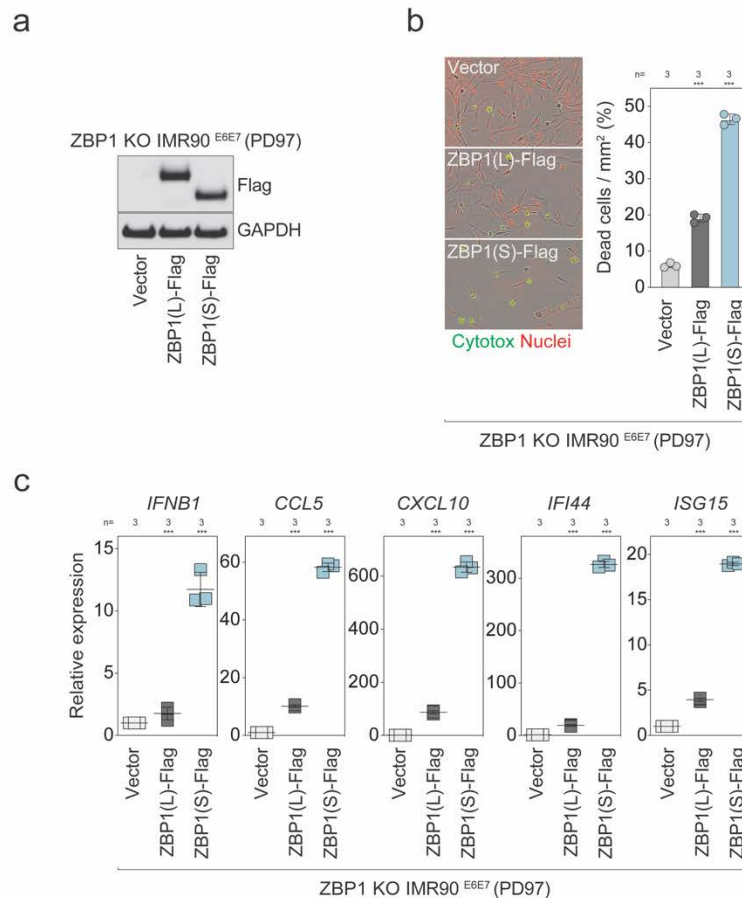 a
ZBP1 KO IMR90 E6E7 (PD97)
Flag
GAPDH
Vector
ZBP1(L)-Flag
ZBP1(S)-Flag
b
Vector
ZBP1(L)-Flag
ZBP1(S)-Flag
Cytotox Nuclei
n= 3 3 3
*** ***
Dead cells / mm² (%)
50
40
30
20
10
0
Vector
ZBP1(L)-Flag
ZBP1(S)-Flag
ZBP1 KO IMR90 E6E7 (PD97)
c
IFNB1
n= 3 3 3
*** ***
Relative expression
15
10
5
0
Vector
ZBP1(L)-Flag
ZBP1(S)-Flag
CCL5
3 3 3
*** ***
60
40
20
0
Vector
ZBP1(L)-Flag
ZBP1(S)-Flag
CXCL10
3 3 3
*** ***
600
400
200
0
Vector
ZBP1(L)-Flag
ZBP1(S)-Flag
IFI44
3 3 3
*** ***
300
200
100
0
Vector
ZBP1(L)-Flag
ZBP1(S)-Flag
ISG15
3 3 3
*** ***
20
15
10
5
0
Vector
ZBP1(L)-Flag
ZBP1(S)-Flag
ZBP1 KO IMR90 E6E7 (PD97)